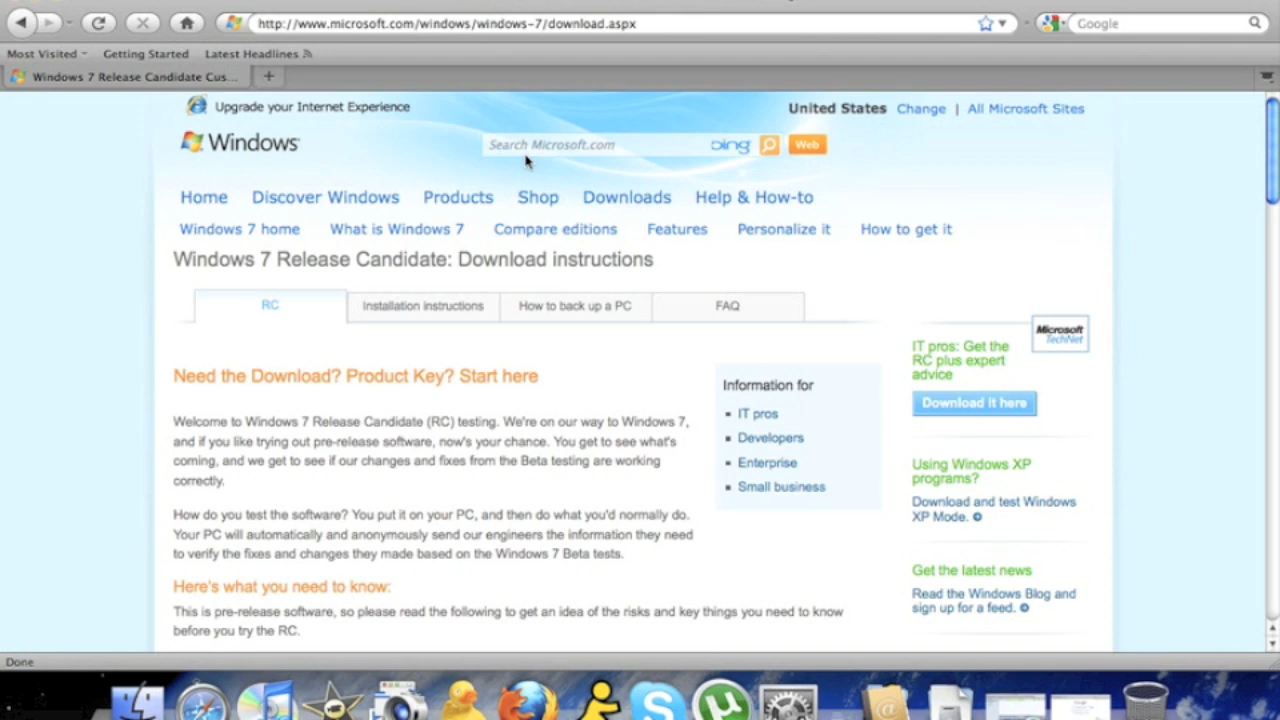 http://www.microsoft.com/windows/windows-7/download.aspx
Google
Most Visited
Getting Started
Latest Headlines
Windows 7 Release Candidate Cus...
Upgrade your Internet Experience
United States Change | All Microsoft Sites
Windows
Search Microsoft.com
bing
Web
Home Discover Windows Products Shop Downloads Help & How-to
Windows 7 home What is Windows 7 Compare editions Features Personalize it How to get it
Windows 7 Release Candidate: Download instructions
RC
Installation instructions
How to back up a PC
FAQ
Need the Download? Product Key? Start here
Welcome to Windows 7 Release Candidate (RC) testing. We're on our way to Windows 7,
and if you like trying out pre-release software, now's your chance. You get to see what's
coming, and we get to see if our changes and fixes from the Beta testing are working
correctly.
How do you test the software? You put it on your PC, and then do what you'd normally do.
Your PC will automatically and anonymously send our engineers the information they need
to verify the fixes and changes they made based on the Windows 7 Beta tests.
Here's what you need to know:
This is pre-release software, so please read the following to get an idea of the risks and key things you need to know
before you try the RC.
Information for
IT pros
Developers
Enterprise
Small business
Microsoft
TechNet
IT pros: Get the
RC plus expert
advice
Download it here
Using Windows XP
programs?
Download and test Windows
XP Mode.
Get the latest news
Read the Windows Blog and
sign up for a feed.
Done